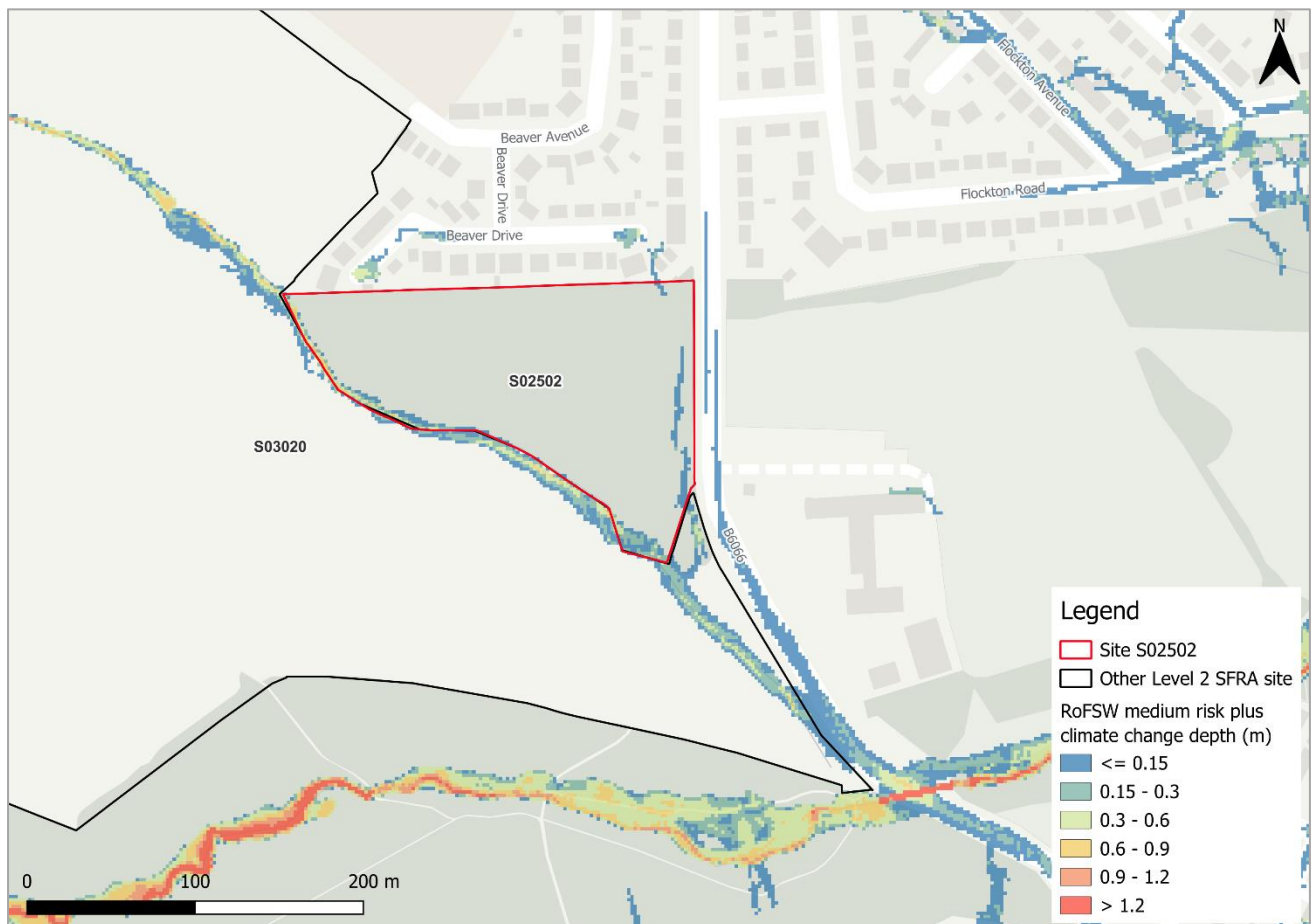 N
Flockton Avenue
Beaver Avenue
Beaver Drive
Flockton Road
Beaver Drive
S02502
S03020
B6066
Legend
Site S02502
Other Level 2 SFRA site
RoFSW medium risk plus
climate change depth (m)
<= 0.15
0.15 - 0.3
0.3 - 0.6
0.6 - 0.9
0.9 - 1.2
> 1.2
0 100 200 m